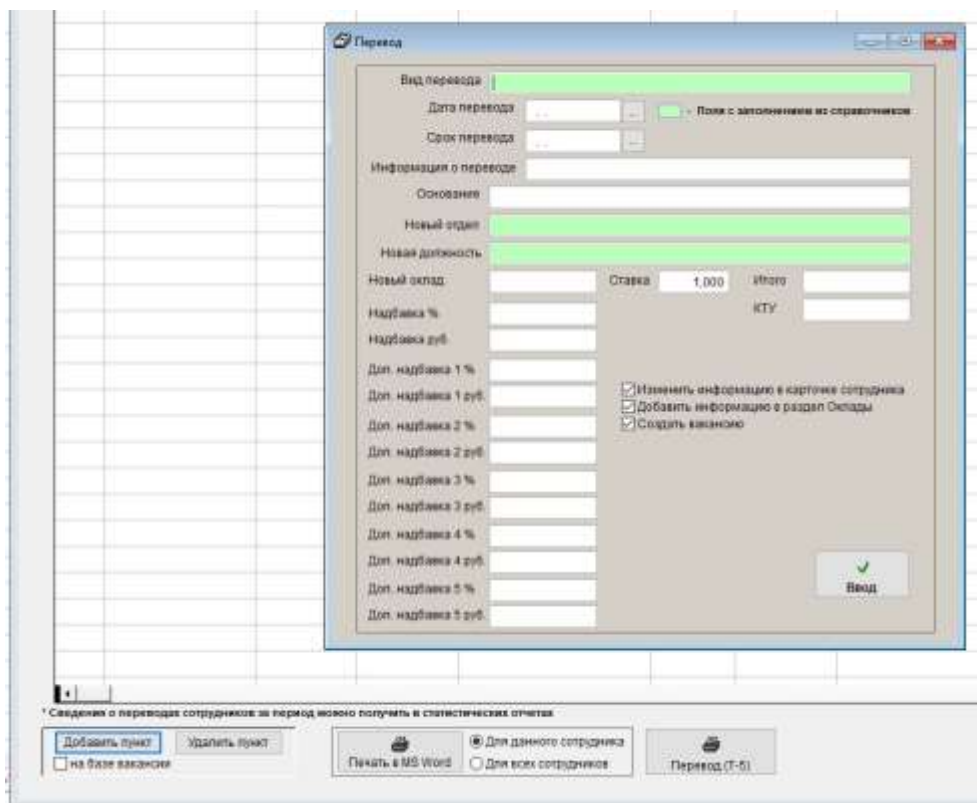 Перевод
Вид перевода
Дата перевода . . ... - Поля с заполнением из справочников
Срок перевода . . ...
Информация о переводе
Основание
Новый отдел
Новая должность
Новый оклад Ставка 1,000 Итого
Надбавка % КТУ
Надбавка руб.
Доп. надбавка 1 %
Доп. надбавка 1 руб.
Доп. надбавка 2 %
Доп. надбавка 2 руб.
Доп. надбавка 3 %
Доп. надбавка 3 руб.
Доп. надбавка 4 %
Доп. надбавка 4 руб.
Доп. надбавка 5 %
Доп. надбавка 5 руб.
Изменить информацию в карточке сотрудника
Добавить информацию в раздел Оклады
Создать вакансию
Ввод
* Сведения о переводах сотрудников за период можно получить в статистических отчетах
Добавить пункт Удалить пункт
на базе вакансии
Печать в MS Word
Для данного сотрудника
Для всех сотрудников
Перевод (Т-5)